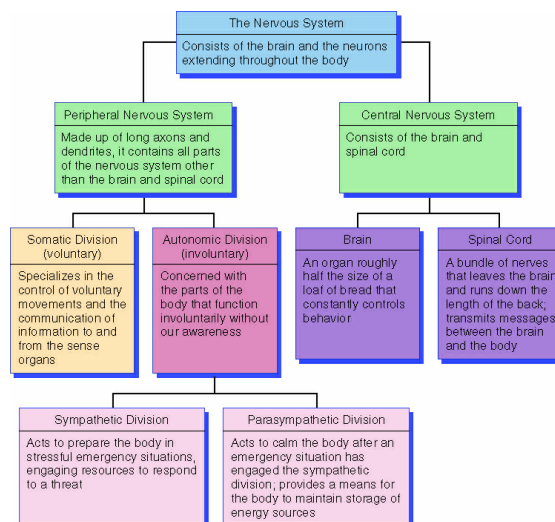 The Nervous System
Consists of the brain and the neurons
extending throughout the body
Peripheral Nervous System
Made up of long axons and
dendrites, it contains all parts
of the nervous system other
than the brain and spinal cord
Central Nervous System
Consists of the brain and
spinal cord
Somatic Division
(voluntary)
Specializes in the
control of voluntary
movements and the
communication of
information to and
from the sense
organs
Autonomic Division
(involuntary)
Concerned with
the parts of the
body that function
involuntarily without
our awareness
Brain
An organ roughly
half the size of a
loaf of bread that
constantly controls
behavior
Spinal Cord
A bundle of nerves
that leaves the brain
and runs down the
length of the back;
transmits messages
between the brain
and the body
Sympathetic Division
Acts to prepare the body in
stressful emergency situations,
engaging resources to respond
to a threat
Parasympathetic Division
Acts to calm the body after an
emergency situation has
engaged the sympathetic
division; provides a means for
the body to maintain storage of
energy sources